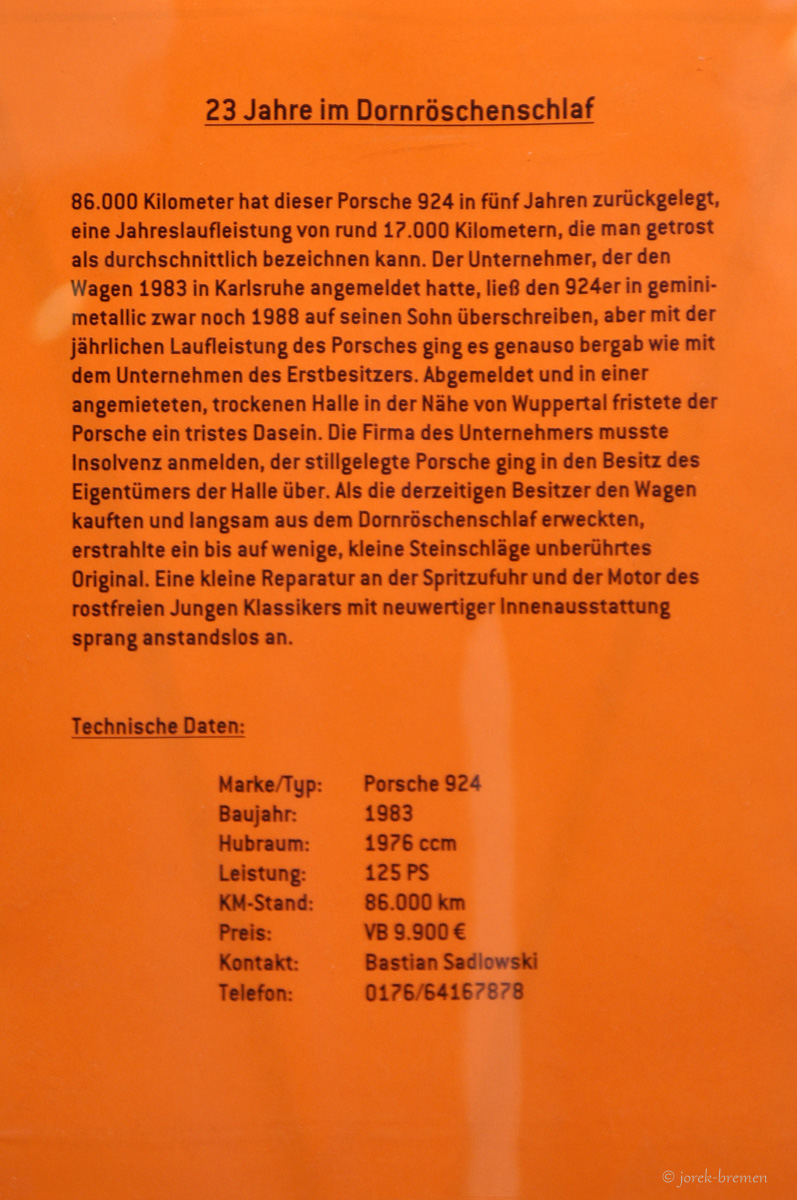 23 Jahre im Dornröschenschlaf
86.000 Kilometer hat dieser Porsche 924 in fünf Jahren zurückgelegt,
eine Jahreslaufleistung von rund 17.000 Kilometern, die man getrost
als durchschnittlich bezeichnen kann. Der Unternehmer, der den
Wagen 1983 in Karlsruhe angemeldet hatte, ließ den 924er in gemini-
metallic zwar noch 1988 auf seinen Sohn überschreiben, aber mit der
jährlichen Laufleistung des Porsches ging es genauso bergab wie mit
dem Unternehmen des Erstbesitzers. Abgemeldet und in einer
angemieteten, trockenen Halle in der Nähe von Wuppertal fristete der
Porsche ein tristes Dasein. Die Firma des Unternehmers musste
Insolvenz anmelden, der stillgelegte Porsche ging in den Besitz des
Eigentümers der Halle über. Als die derzeitigen Besitzer den Wagen
kauften und langsam aus dem Dornröschenschlaf erweckten,
erstrahlte ein bis auf wenige, kleine Steinschläge unberührtes
Original. Eine kleine Reparatur an der Spritzufuhr und der Motor des
rostfreien Jungen Klassikers mit neuwertiger Innenausstattung
sprang anstandslos an.
Technische Daten:
Marke/Typ: Porsche 924
Baujahr: 1983
Hubraum: 1976 ccm
Leistung: 125 PS
KM-Stand: 86.000 km
Preis: VB 9.900 €
Kontakt: Bastian Sadlowski
Telefon: 0176/64167878
© jorek-bremen